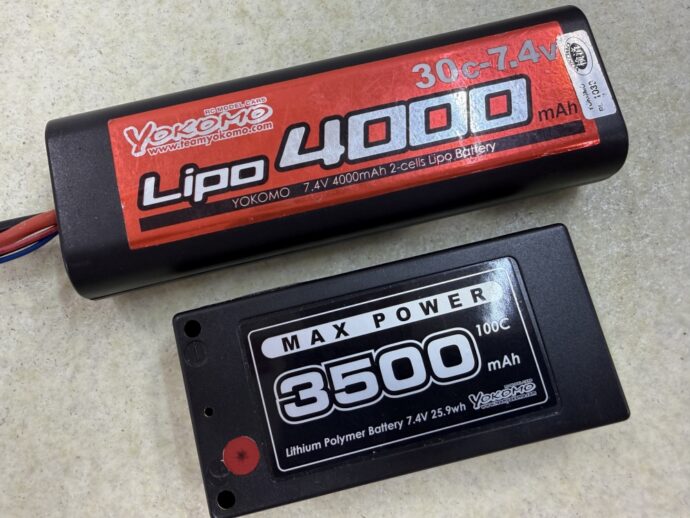 30c-7.4v
RC MODEL CARS
YOKOMO
www.teamyokomo.com
Lipo 4000 mAh
YOKOMO 7.4V 4000mAh 2-cells Lipo Battery
MAX POWER
100C
3500 mAh
YOKOMO
Lithium Polymer Battery 7.4V 25.9wh